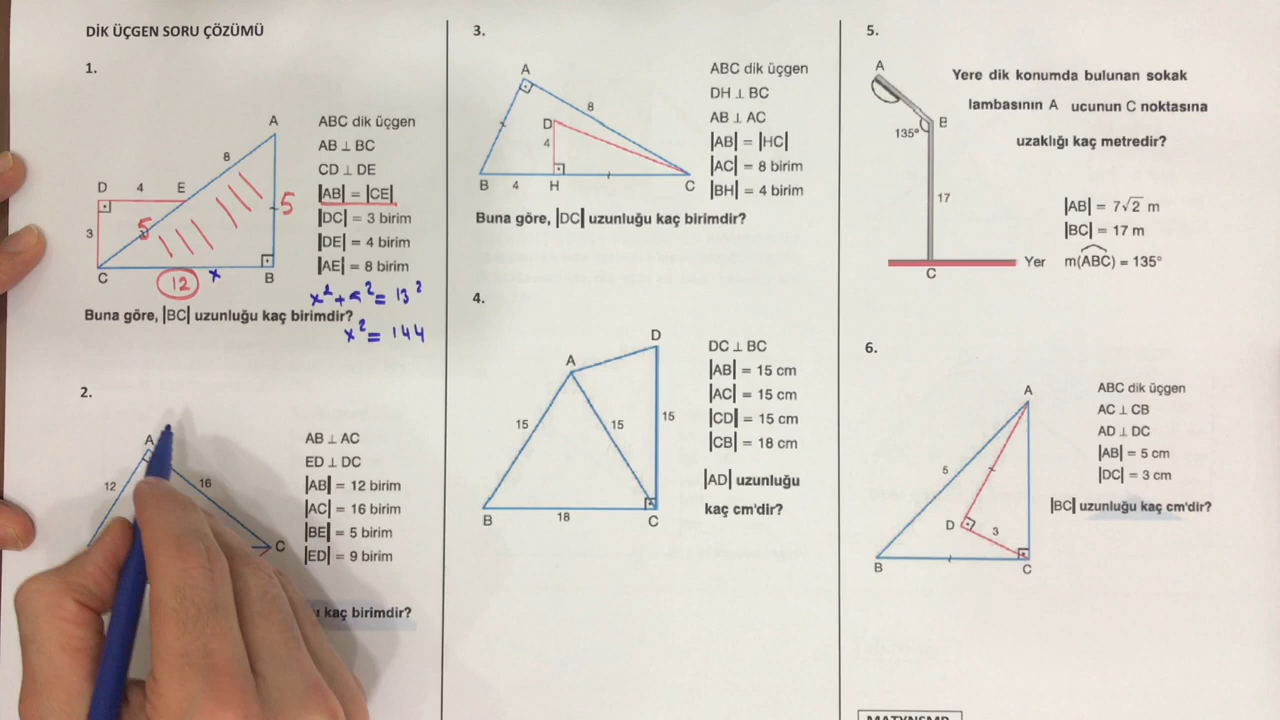 DİK ÜÇGEN SORU ÇÖZÜMÜ
1.
A
8
D 4 E
5
5
3
C
12
x
B
ABC dik üçgen
AB ⊥ BC
CD ⊥ DE
|AB| = |CE|
|DC| = 3 birim
|DE| = 4 birim
|AE| = 8 birim
x² + 5² = 13²
Buna göre, |BC| uzunluğu kaç birimdir?
x² = 144
2.
A
12
16
C
AB ⊥ AC
ED ⊥ DC
|AB| = 12 birim
|AC| = 16 birim
|BE| = 5 birim
|ED| = 9 birim
kaç birimdir?
3.
A
8
D
4
B 4 H C
ABC dik üçgen
DH ⊥ BC
AB ⊥ AC
|AB| = |HC|
|AC| = 8 birim
|BH| = 4 birim
Buna göre, |DC| uzunluğu kaç birimdir?
4.
D
A
15
15
15
B
18
C
DC ⊥ BC
|AB| = 15 cm
|AC| = 15 cm
|CD| = 15 cm
|CB| = 18 cm
|AD| uzunluğu
kaç cm'dir?
5.
A
B
135°
17
C
Yer
Yere dik konumda bulunan sokak
lambasının A ucunun C noktasına
uzaklığı kaç metredir?
|AB| = 7√2 m
|BC| = 17 m
m(ABC) = 135°
6.
A
5
D
3
B
C
ABC dik üçgen
AC ⊥ CB
AD ⊥ DC
|AB| = 5 cm
|DC| = 3 cm
|BC| uzunluğu kaç cm'dir?